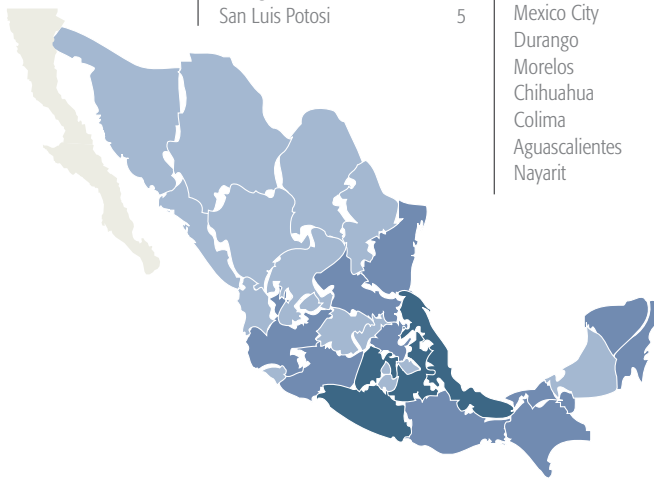 San Luis Potosi 5
Mexico City
Durango
Morelos
Chihuahua
Colima
Aguascalientes
Nayarit